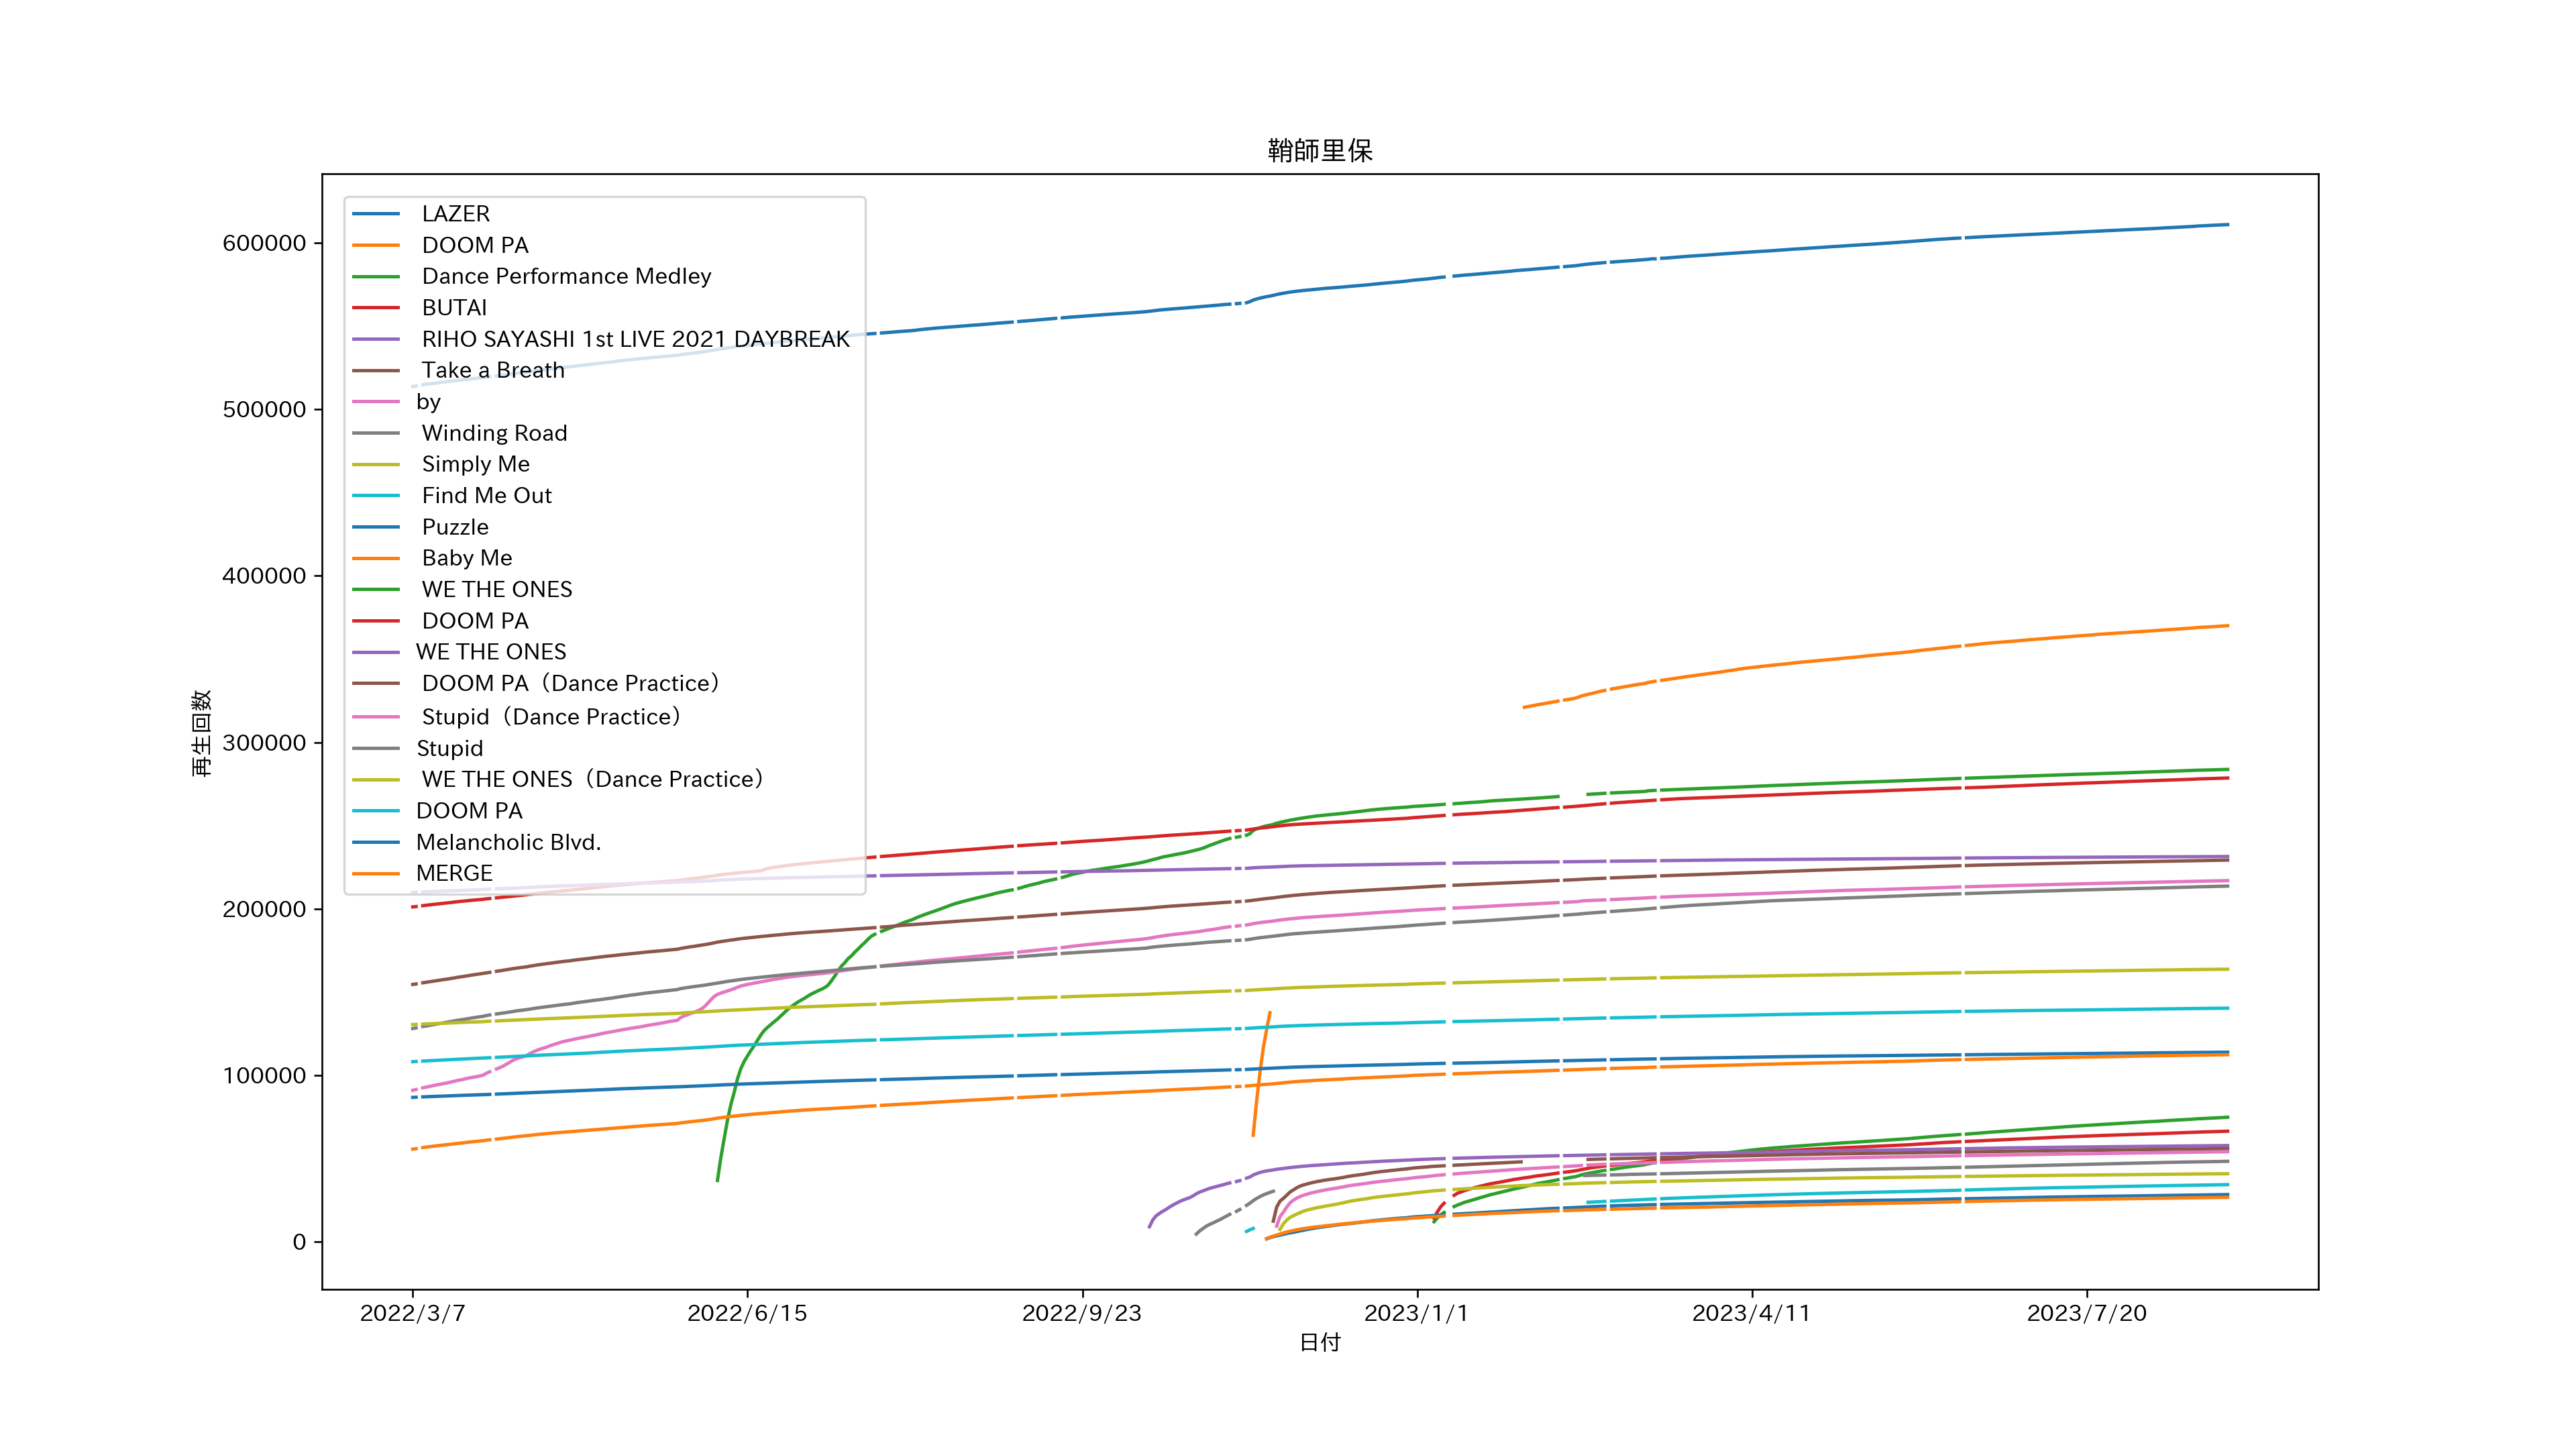 鞘師里保
LAZER
DOOM PA
Dance Performance Medley
BUTAI
RIHO SAYASHI 1st LIVE 2021 DAYBREAK
Take a Breath
by
Winding Road
Simply Me
Find Me Out
Puzzle
Baby Me
WE THE ONES
DOOM PA
WE THE ONES
DOOM PA（Dance Practice）
Stupid（Dance Practice）
Stupid
WE THE ONES（Dance Practice）
DOOM PA
Melancholic Blvd.
MERGE
600000
500000
400000
300000
200000
100000
0
再生回数
2022/3/7
2022/6/15
2022/9/23
2023/1/1
2023/4/11
2023/7/20
日付